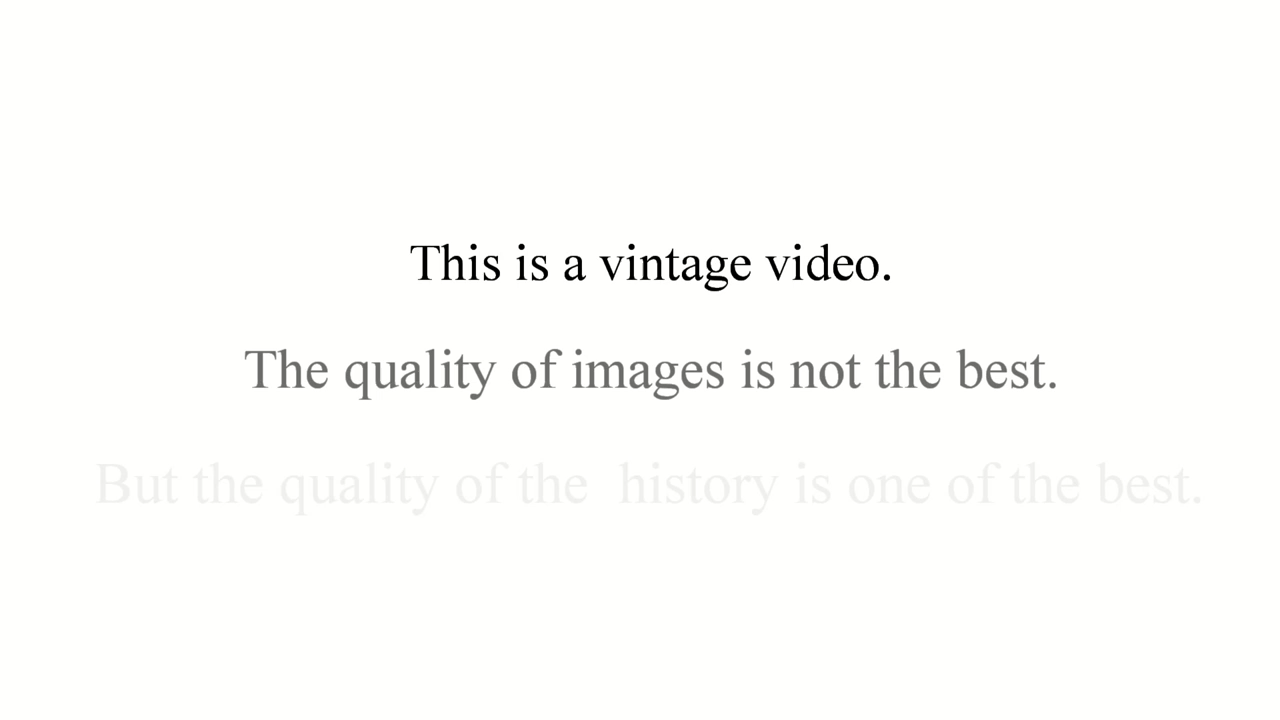 This is a vintage video.
The quality of images is not the best.
But the quality of the  history is one of the best.